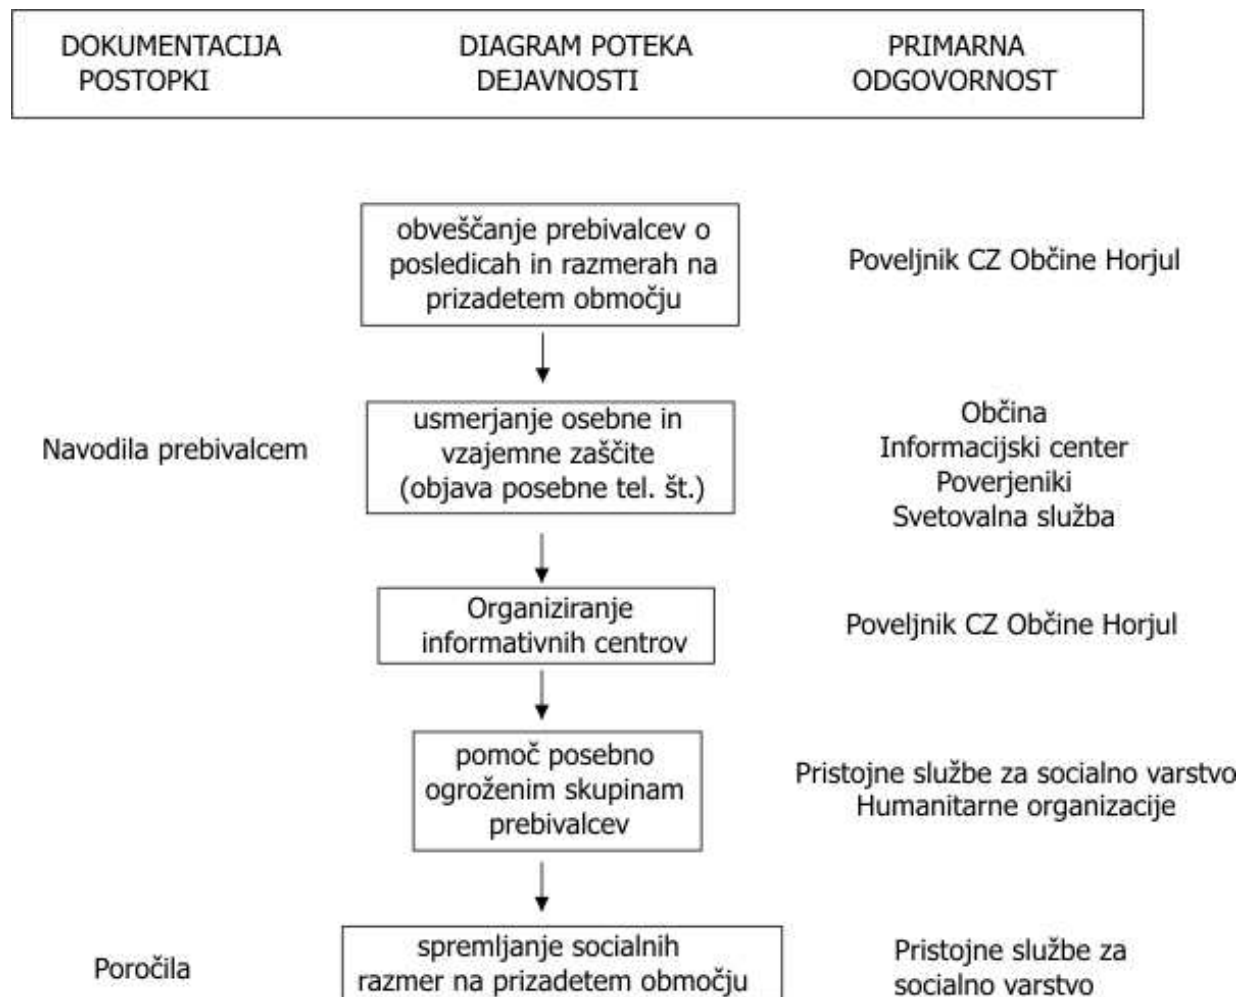 DOKUMENTACIJA
POSTOPKI
DIAGRAM POTEKA
DEJAVNOSTI
PRIMARNA
ODGOVORNOST
obveščanje prebivalcev o
posledicah in razmerah na
prizadetem območju
Poveljnik CZ Občine Horjul
Navodila prebivalcem
usmerjanje osebne in
vzajemne zaščite
(objava posebne tel. št.)
Občina
Informacijski center
Poverjeniki
Svetovalna služba
Organiziranje
informativnih centrov
Poveljnik CZ Občine Horjul
pomoč posebno
ogroženim skupinam
prebivalcev
Pristojne službe za socialno varstvo
Humanitarne organizacije
Poročila
spremljanje socialnih
razmer na prizadetem območju
Pristojne službe za
socialno varstvo